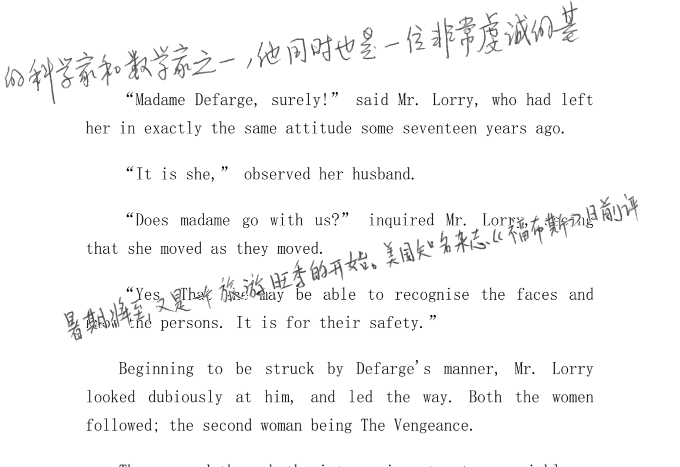 的科学家和数学家之一,他同时也是一位非常虔诚的基
“Madame Defarge, surely!” said Mr. Lorry, who had left
her in exactly the same attitude some seventeen years ago.
“It is she,” observed her husband.
“Does madame go with us?” inquired Mr. Lorry,
that she moved as they moved.
暑期将至,又是一个旅游旺季的开始。美国知名杂志《福布斯》日前评
“Yes. That she may be able to recognise the faces and
the persons. It is for their safety.”
Beginning to be struck by Defarge's manner, Mr. Lorry
looked dubiously at him, and led the way. Both the women
followed; the second woman being The Vengeance.